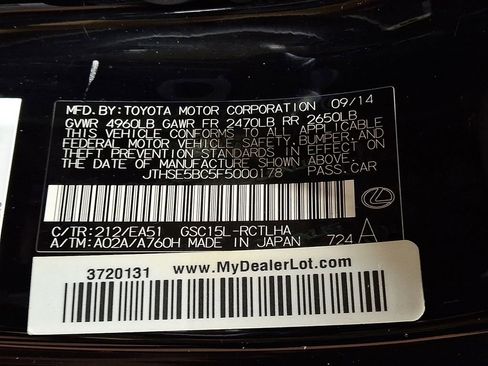 MFD. BY: TOYOTA MOTOR CORPORATION 09/14
GVWR 4960LB GAWR FR 2470LB RR 2650LB
THIS VEHICLE CONFORMS TO ALL APPLICABLE
FEDERAL MOTOR VEHICLE SAFETY, BUMPER, AND
THEFT PREVENTION STANDARDS IN EFFECT ON
THE DATE OF MANUFACTURE SHOWN ABOVE.
JTHSE5BC5F5000178 PASS. CAR
C/TR: 212/EA51 GSC15L-RCTLHA
A/TM: A02A/A760H MADE IN JAPAN 724 A
3720131 www.MyDealerLot.com